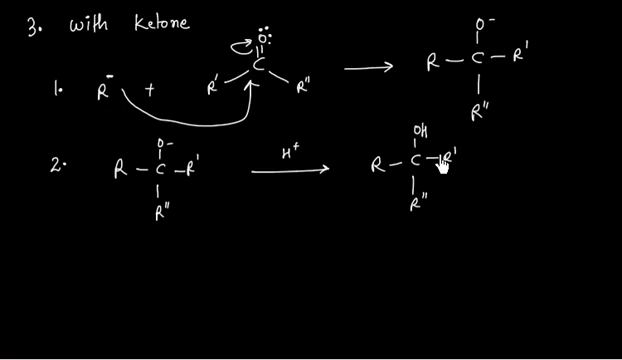 3. with Ketone
O
O⁻
1. R⁻ + R' C R" → R — C — R'
R"
O⁻
OH
2. R — C — R' H⁺ → R — C — R'
R" R"